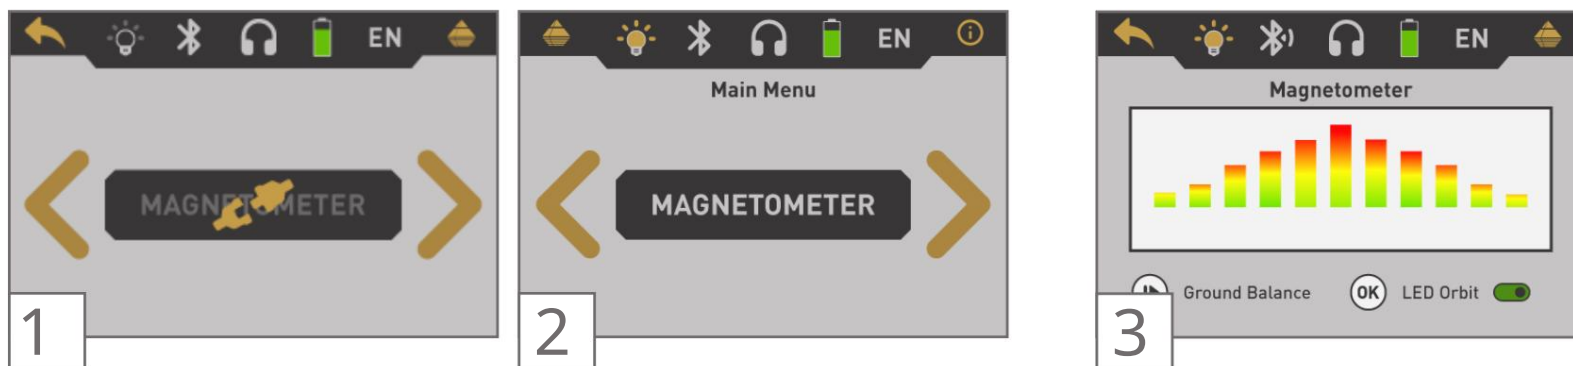 EN
MAGNETOMETER
1
EN
Main Menu
MAGNETOMETER
2
EN
Magnetometer
Ground Balance
OK LED Orbit
3